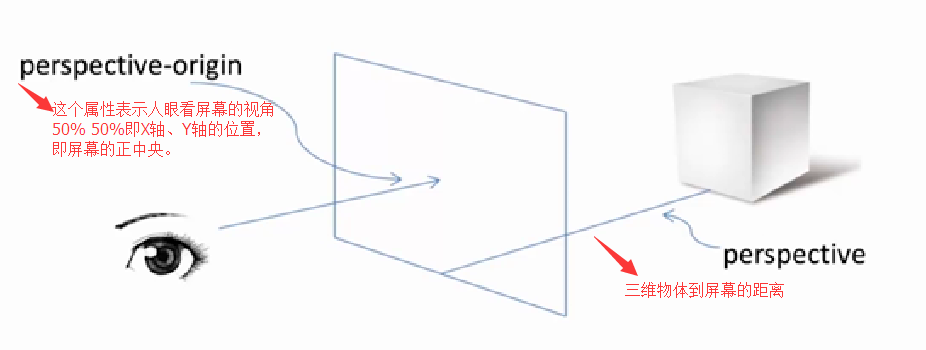 perspective-origin
这个属性表示人眼看屏幕的视角
50% 50%即X轴、Y轴的位置，
即屏幕的正中央。
perspective
三维物体到屏幕的距离